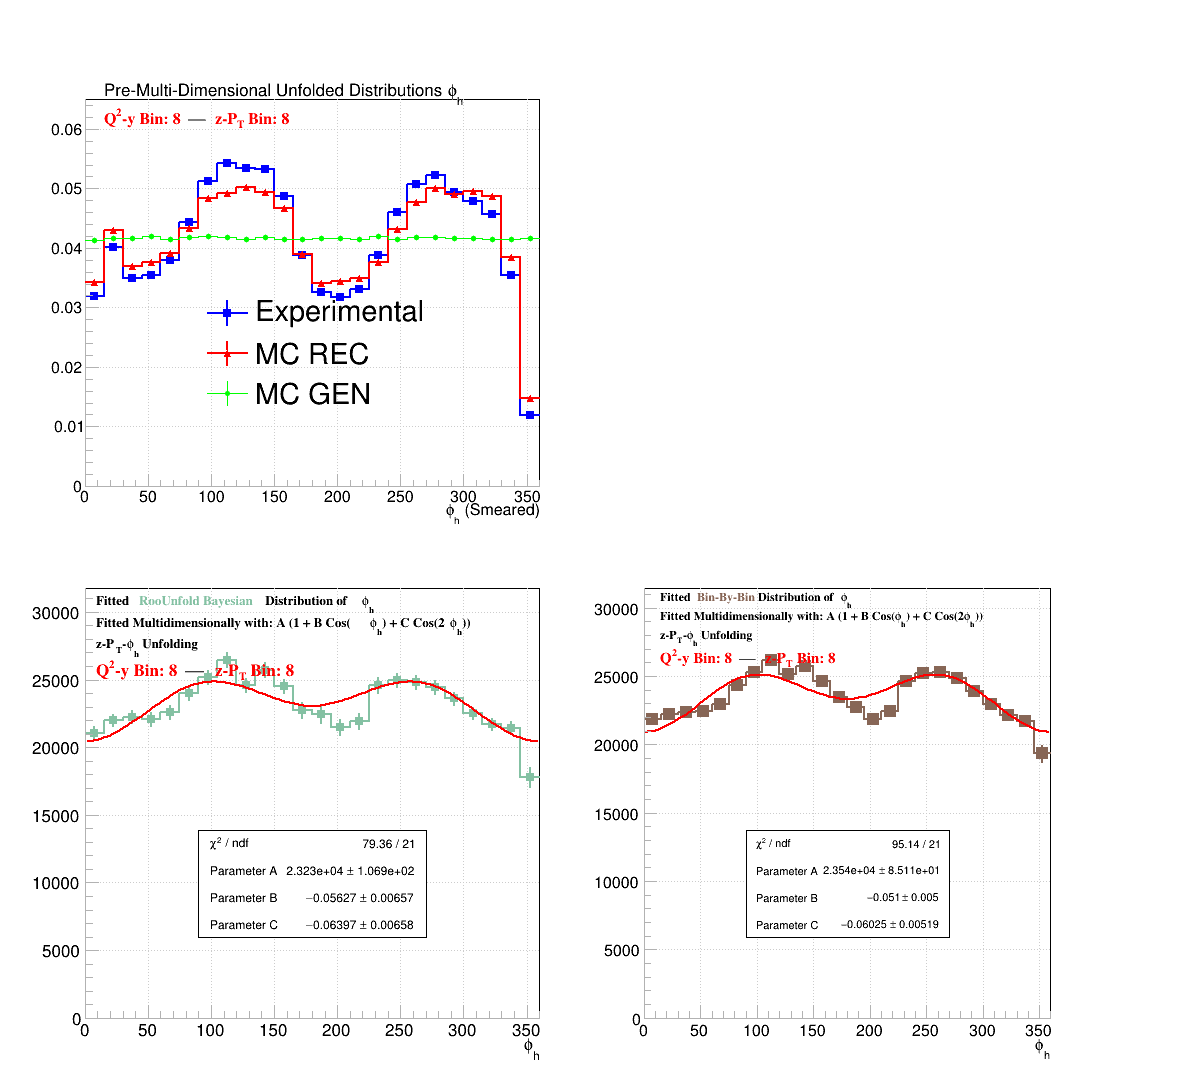 Pre-Multi-Dimensional Unfolded Distributions ϕh
Q²-y Bin: 8 — z-PT Bin: 8
0.06
0.05
0.04
0.03
0.02
0.01
0
Experimental
MC REC
MC GEN
0 50 100 150 200 250 300 350
ϕh (Smeared)
Fitted RooUnfold Bayesian Distribution of ϕh
Fitted Multidimensionally with: A (1 + B Cos( ϕh) + C Cos(2 ϕh))
z-PT-ϕh Unfolding
Q²-y Bin: 8 — z-PT Bin: 8
30000
25000
20000
15000
10000
5000
0
χ² / ndf 79.36 / 21
Parameter A 2.323e+04 ± 1.069e+02
Parameter B −0.05627 ± 0.00657
Parameter C −0.06397 ± 0.00658
0 50 100 150 200 250 300 350
ϕh
Fitted Bin-By-Bin Distribution of ϕh
Fitted Multidimensionally with: A (1 + B Cos(ϕh) + C Cos(2ϕh))
z-PT-ϕh Unfolding
Q²-y Bin: 8 — z-PT Bin: 8
30000
25000
20000
15000
10000
5000
0
χ² / ndf 95.14 / 21
Parameter A 2.354e+04 ± 8.511e+01
Parameter B −0.051 ± 0.005
Parameter C −0.06025 ± 0.00519
0 50 100 150 200 250 300 350
ϕh